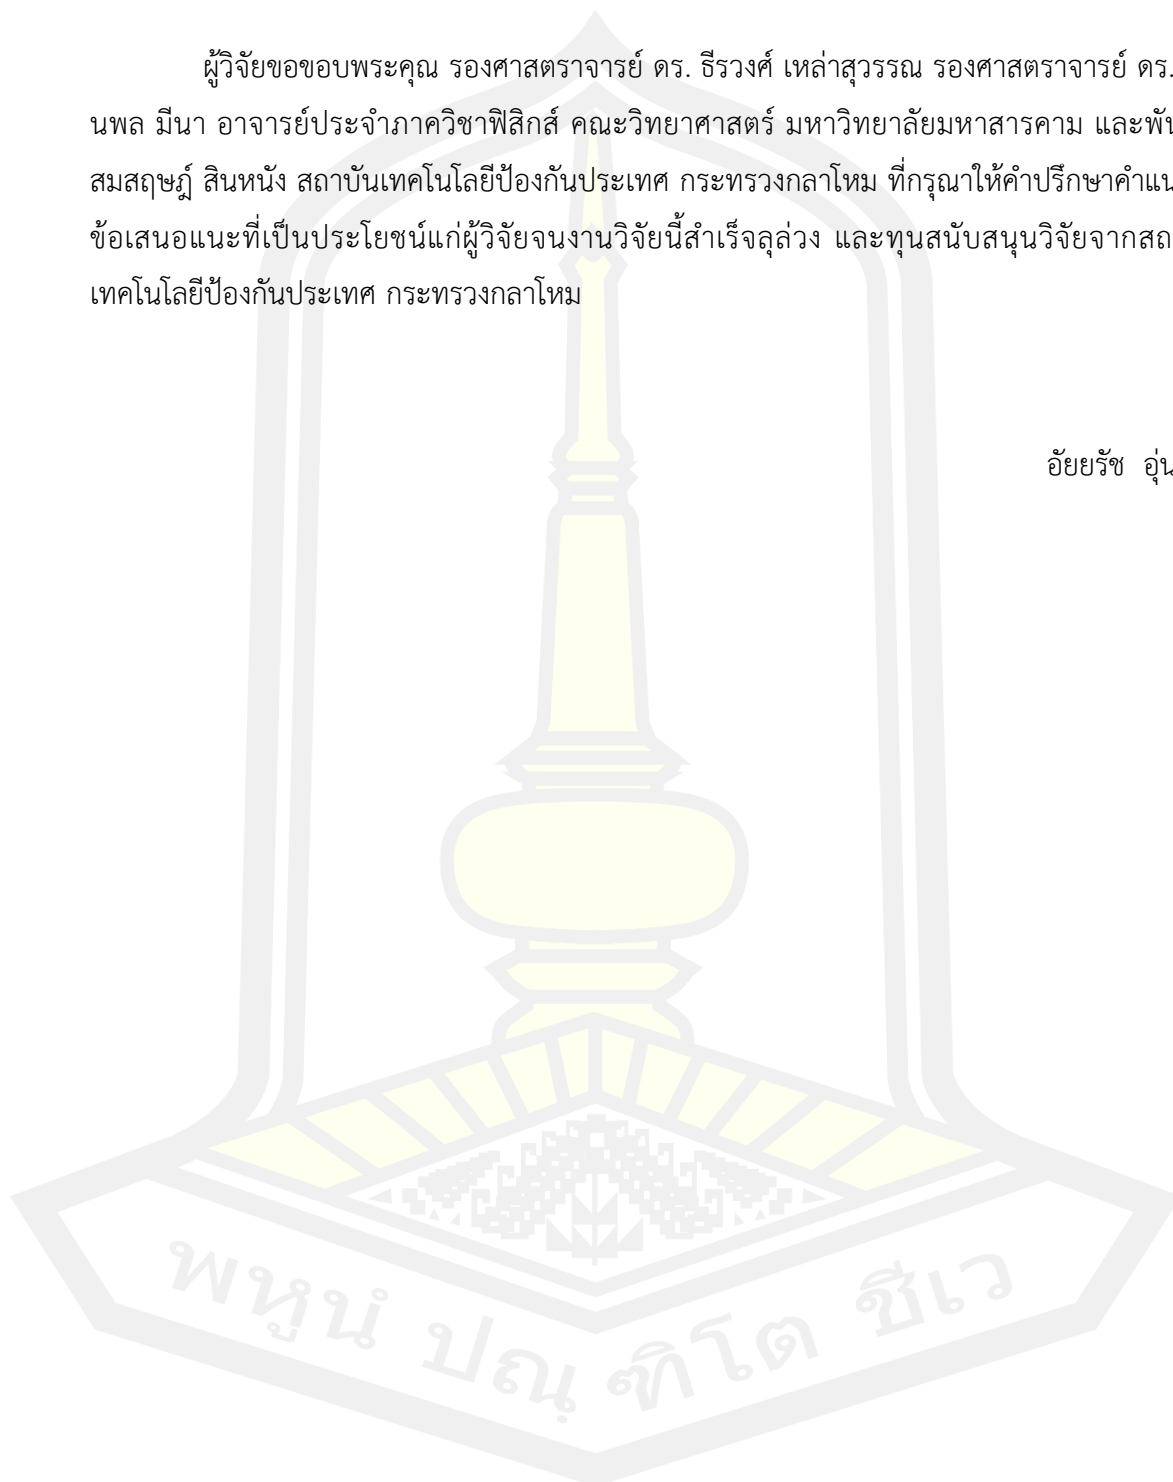 ผู้วิจัยขอขอบพระคุณ รองศาสตราจารย์ ดร. ธีรวงศ์ เหล่าสุวรรณ รองศาสตราจารย์ ดร.
นพล มีนา อาจารย์ประจำภาควิชาฟิสิกส์ คณะวิทยาศาสตร์ มหาวิทยาลัยมหาสารคาม และพัน
สมสฤษฎ์ สินหนัง สถาบันเทคโนโลยีป้องกันประเทศ กระทรวงกลาโหม ที่กรุณาให้คำปรึกษาคำแน
ข้อเสนอแนะที่เป็นประโยชน์แก่ผู้วิจัยจนงานวิจัยนี้สำเร็จลุล่วง และทุนสนับสนุนวิจัยจากสถ
เทคโนโลยีป้องกันประเทศ กระทรวงกลาโหม
อัยยรัช อุ่น
พหูนํ ปณฺฑิโต ชีเว